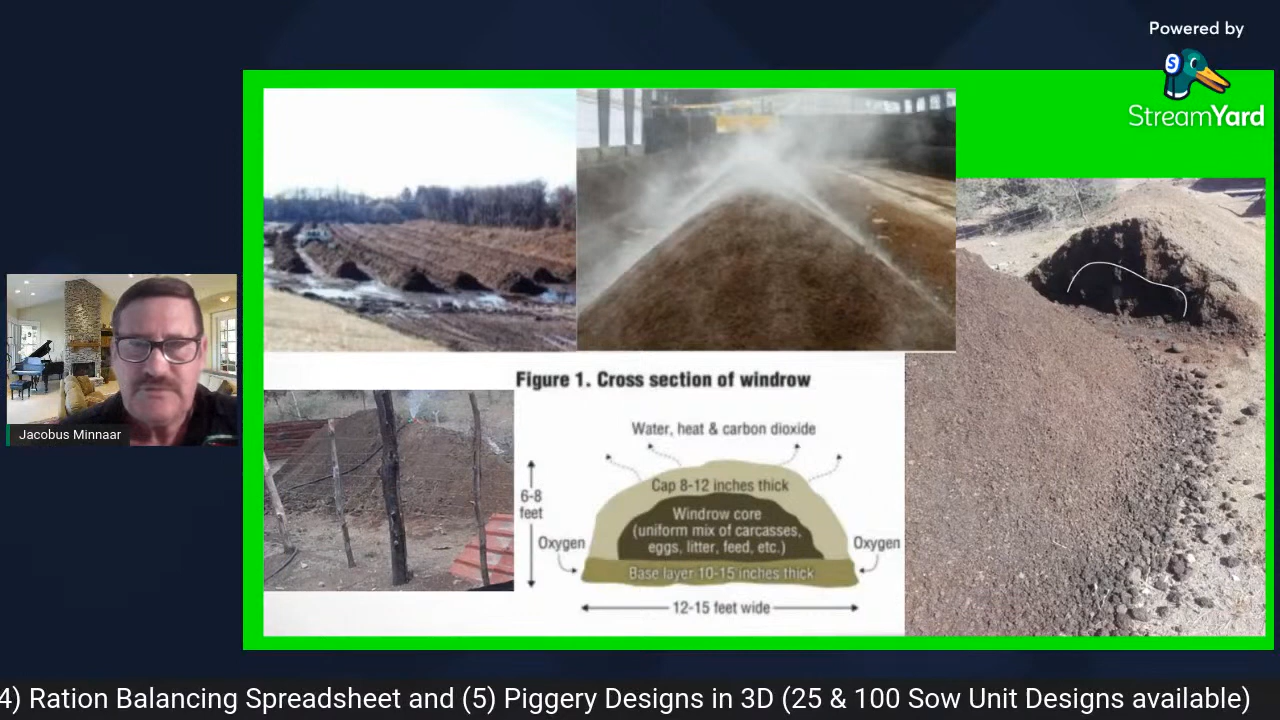 Powered by
StreamYard
Figure 1. Cross section of windrow
Water, heat & carbon dioxide
6-8
feet
Cap 8-12 inches thick
Windrow core
(uniform mix of carcasses,
eggs, litter, feed, etc.)
Oxygen
Oxygen
Base layer 10-15 inches thick
12-15 feet wide
Jacobus Minnaar
4) Ration Balancing Spreadsheet and (5) Piggery Designs in 3D (25 & 100 Sow Unit Designs available)